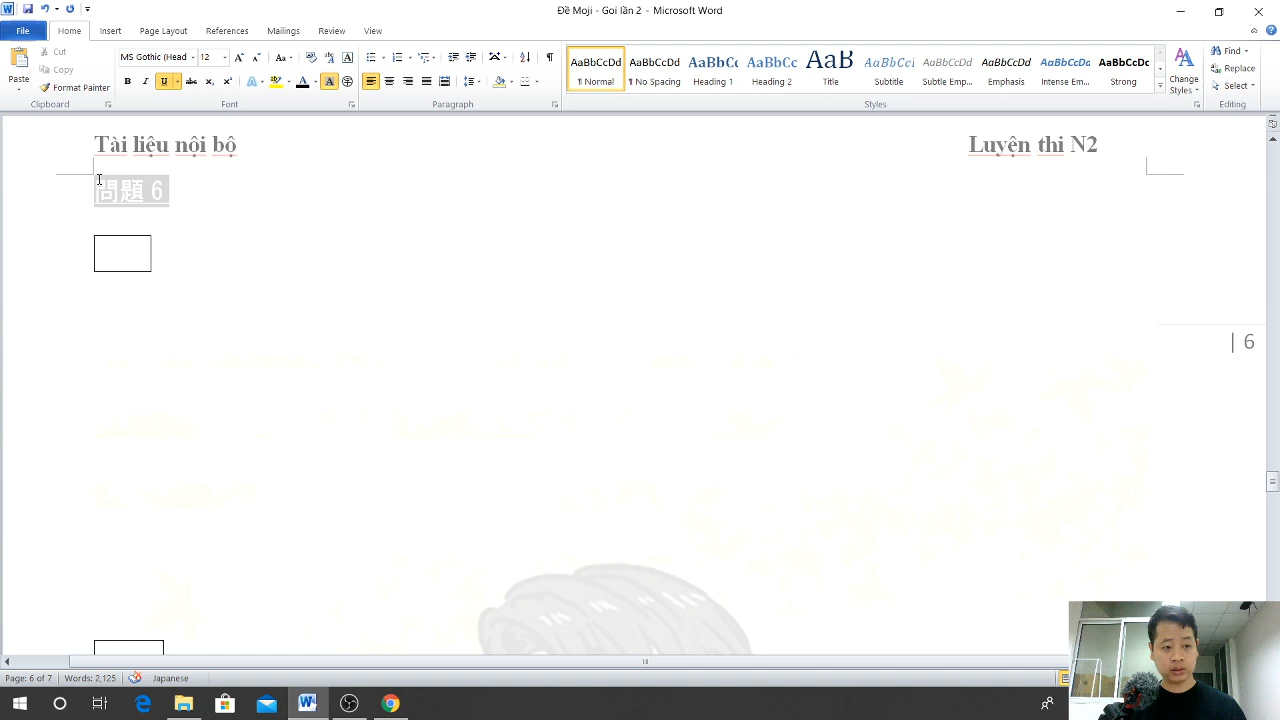 Đề Moji - Goi lần 2 - Microsoft Word
File Home Insert Page Layout References Mailings Review View
Cut
Copy
Format Painter
Paste
Clipboard
MS Gothic (Head 12
Font
Paragraph
AaBbCcDd AaBbCcDd AaBbC AaBbCc AaB AaBbCcI AaBbCcDd AaBbCcDd AaBbCcDd AaBbCcDc
¶ Normal ¶ No Spacing Heading 1 Heading 2 Title Subtitle Subtle Emp... Emphasis Intense Em... Strong
Styles
Change Styles
Find
Replace
Select
Editing
Tài liệu nội bộ Luyện thi N2
問題 6
| 6
Page: 6 of 7 Words: 2,125 Japanese